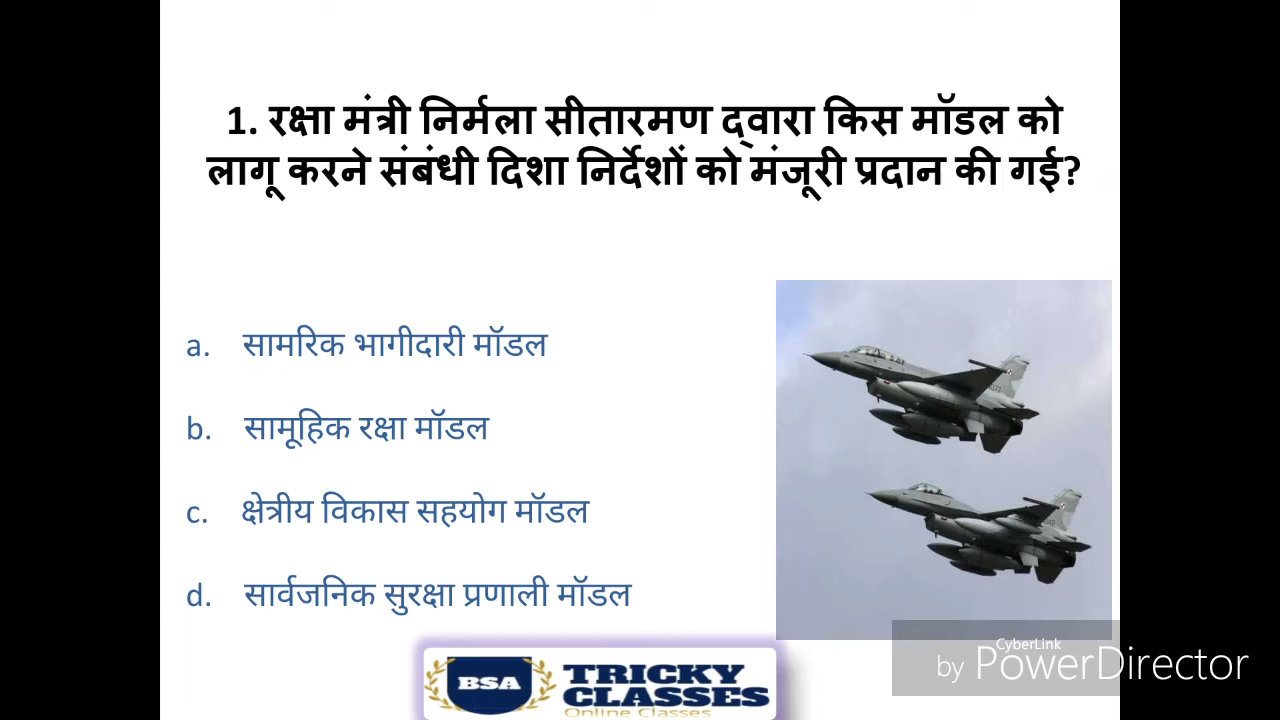 1. रक्षा मंत्री निर्मला सीतारमण द्वारा किस मॉडल को
लागू करने संबंधी दिशा निर्देशों को मंजूरी प्रदान की गई?
a. सामरिक भागीदारी मॉडल
b. सामूहिक रक्षा मॉडल
c. क्षेत्रीय विकास सहयोग मॉडल
d. सार्वजनिक सुरक्षा प्रणाली मॉडल
BSA
TRICKY
CLASSES
Online Classes
CyberLink
by PowerDirector